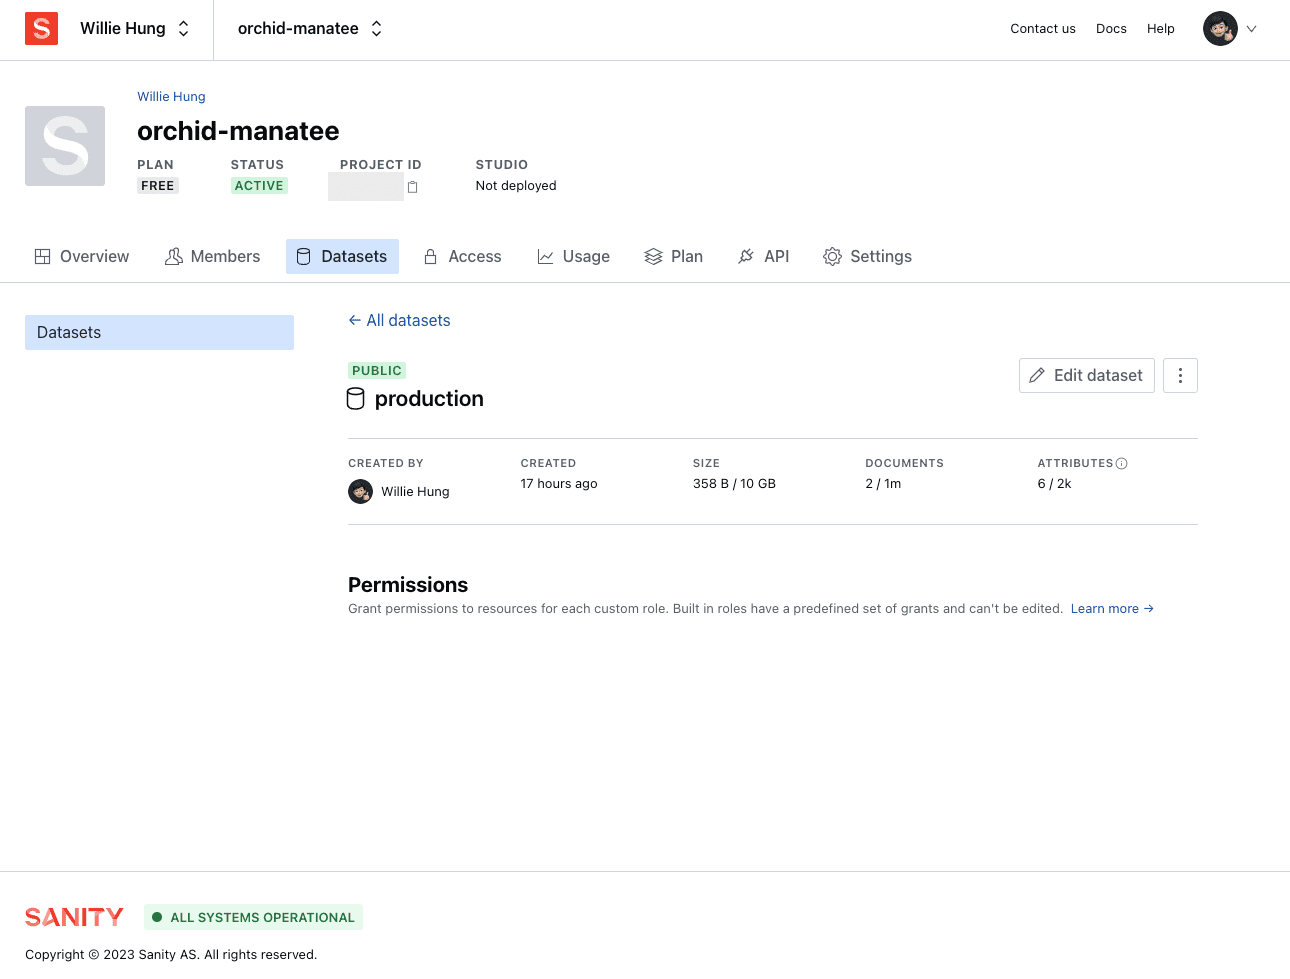 S Willie Hung orchid-manatee Contact us Docs Help
Willie Hung
S orchid-manatee
PLAN STATUS PROJECT ID STUDIO
FREE ACTIVE Not deployed
Overview Members Datasets Access Usage Plan API Settings
Datasets
← All datasets
PUBLIC
production
Edit dataset
CREATED BY CREATED SIZE DOCUMENTS ATTRIBUTES
Willie Hung 17 hours ago 358 B / 10 GB 2 / 1m 6 / 2k
Permissions
Grant permissions to resources for each custom role. Built in roles have a predefined set of grants and can't be edited. Learn more →
SANITY ALL SYSTEMS OPERATIONAL
Copyright © 2023 Sanity AS. All rights reserved.